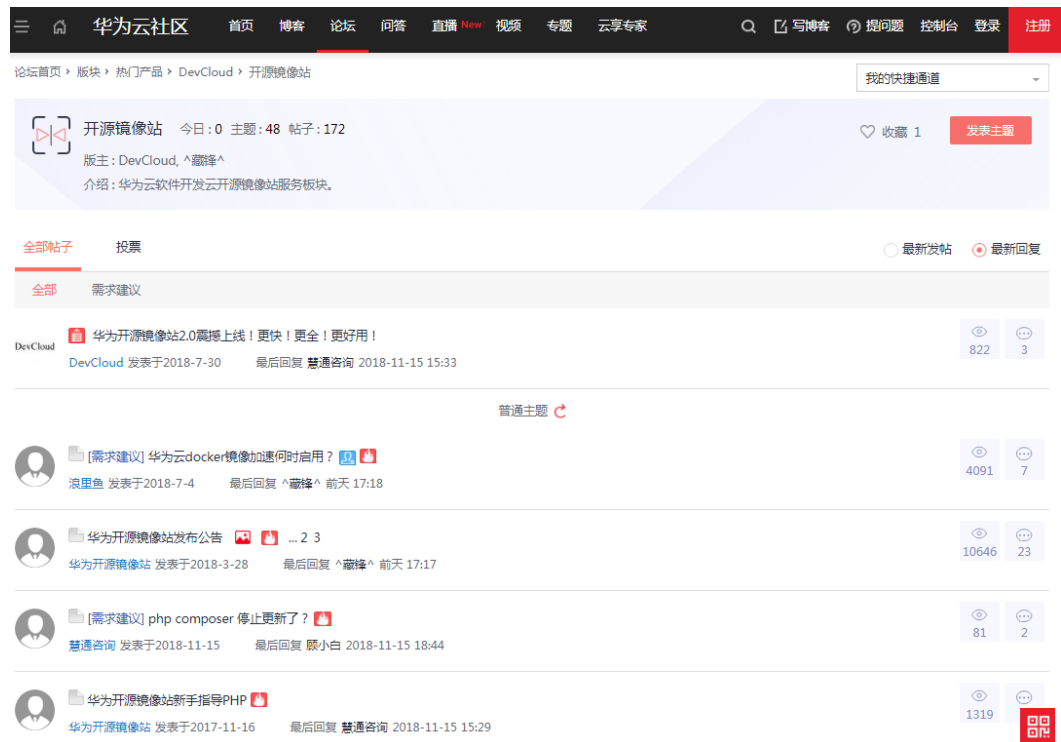 华为云社区 首页 博客 论坛 问答 直播 New 视频 专题 云享专家 写博客 提问题 控制台 登录 注册
论坛首页 › 版块 › 热门产品 › DevCloud › 开源镜像站 我的快捷通道
开源镜像站 今日:0 主题:48 帖子:172 收藏 1 发表主题
版主:DevCloud, ^藏锋^
介绍:华为云软件开发云开源镜像站服务板块。
全部帖子 投票 最新发帖 最新回复
全部 需求建议
DevCloud 华为开源镜像站2.0震撼上线!更快!更全!更好用!
DevCloud 发表于2018-7-30 最后回复 慧通咨询 2018-11-15 15:33 822 3
普通主题
[需求建议] 华为云docker镜像加速何时启用?
浪里鱼 发表于2018-7-4 最后回复 ^藏锋^ 前天 17:18 4091 7
华为开源镜像站发布公告 ...2 3
华为开源镜像站 发表于2018-3-28 最后回复 ^藏锋^ 前天 17:17 10646 23
[需求建议] php composer 停止更新了?
慧通咨询 发表于2018-11-15 最后回复 顾小白 2018-11-15 18:44 81 2
华为开源镜像站新手指导PHP
华为开源镜像站 发表于2017-11-16 最后回复 慧通咨询 2018-11-15 15:29 1319